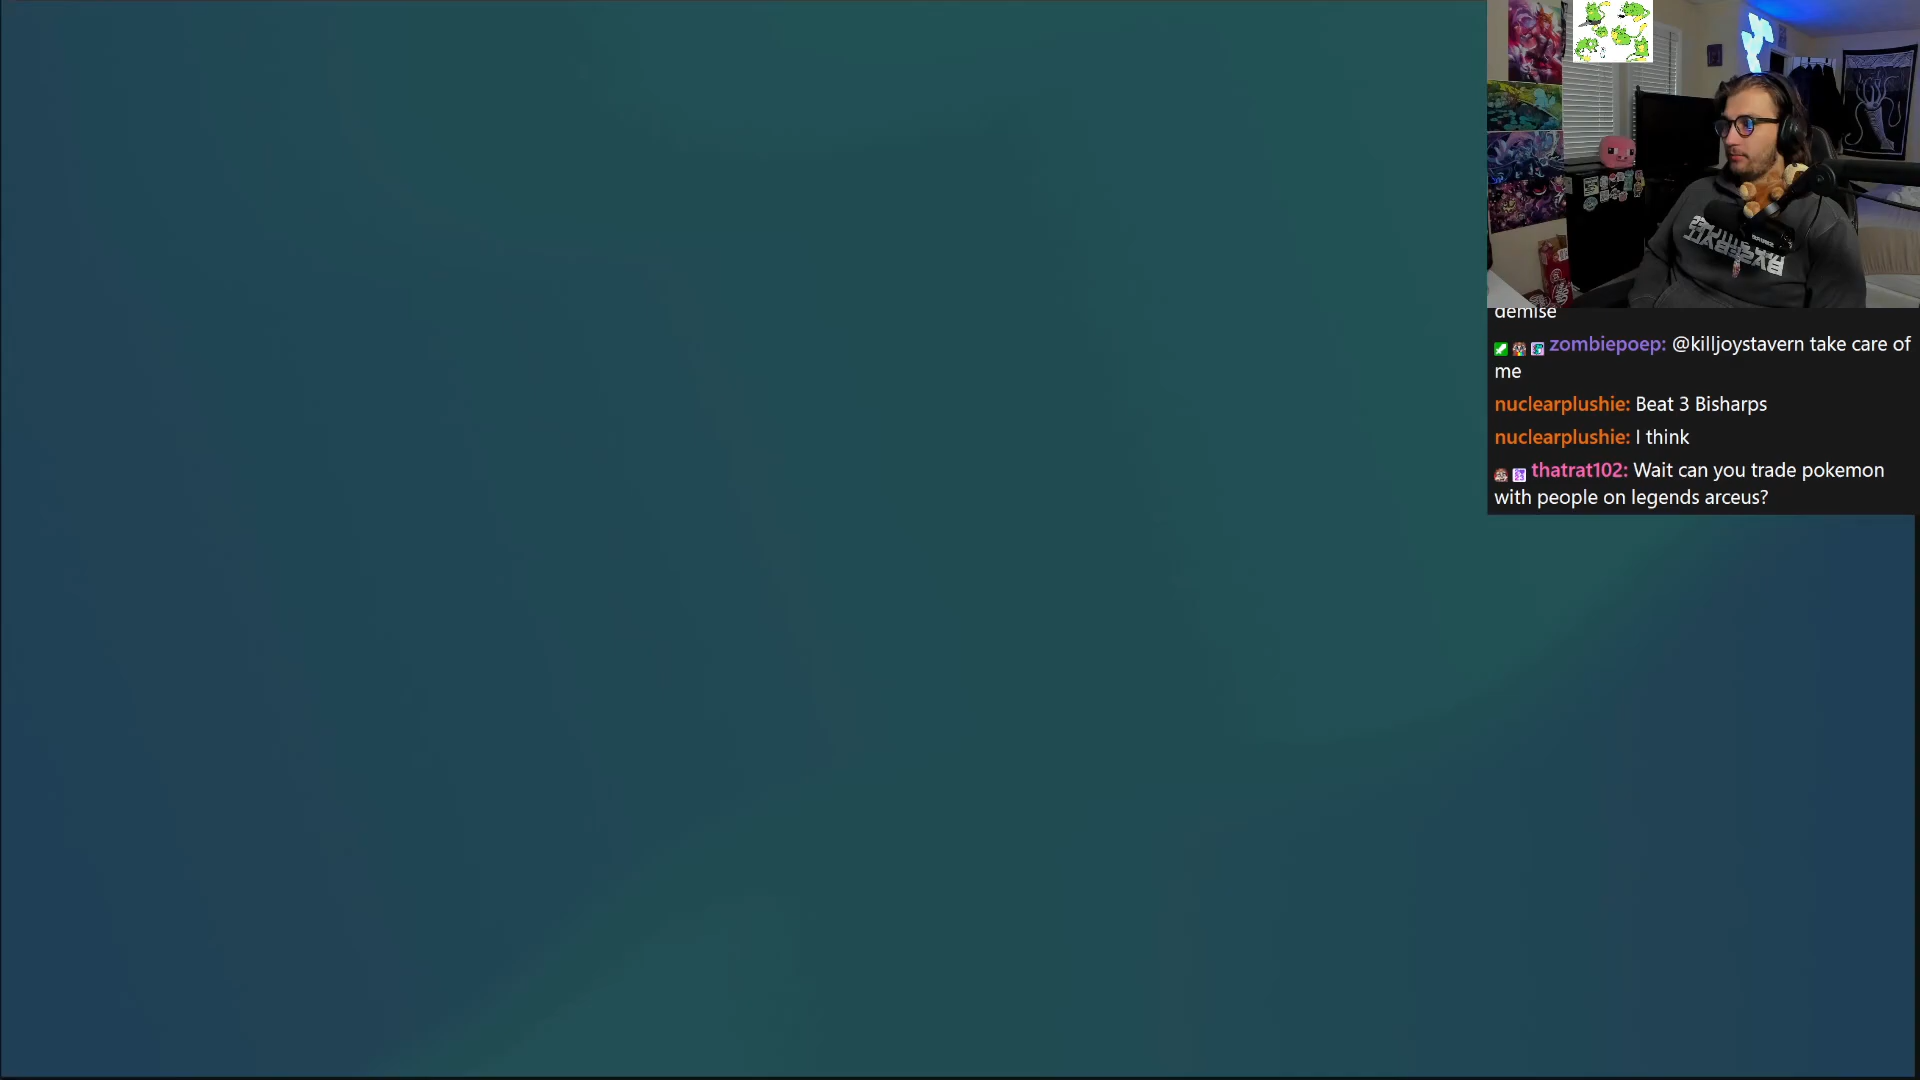 demise
zombiepoep: @killjoystavern take care of
me
nuclearplushie: Beat 3 Bisharps
nuclearplushie: I think
thatrat102: Wait can you trade pokemon
with people on legends arceus?